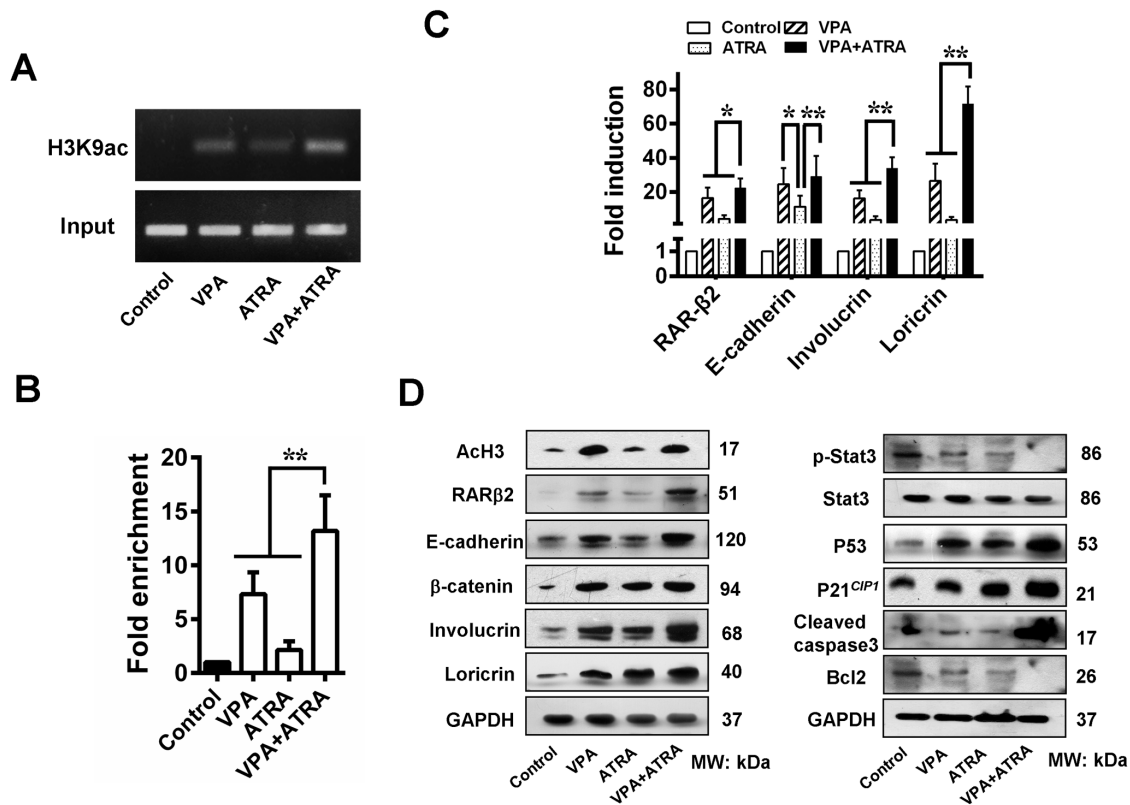 A
H3K9ac
Input
Control
VPA
ATRA
VPA+ATRA
B
Fold enrichment
20
15
10
5
0
**
Control
VPA
ATRA
VPA+ATRA
C
Control VPA
ATRA VPA+ATRA
Fold induction
80
60
40
20
1
0
*
* **
**
**
RAR-β2
E-cadherin
Involucrin
Loricrin
D
AcH3 17
RARβ2 51
E-cadherin 120
β-catenin 94
Involucrin 68
Loricrin 40
GAPDH 37
Control VPA ATRA VPA+ATRA MW: kDa
p-Stat3 86
Stat3 86
P53 53
P21CIP1 21
Cleaved
caspase3 17
Bcl2 26
GAPDH 37
Control VPA ATRA VPA+ATRA MW: kDa